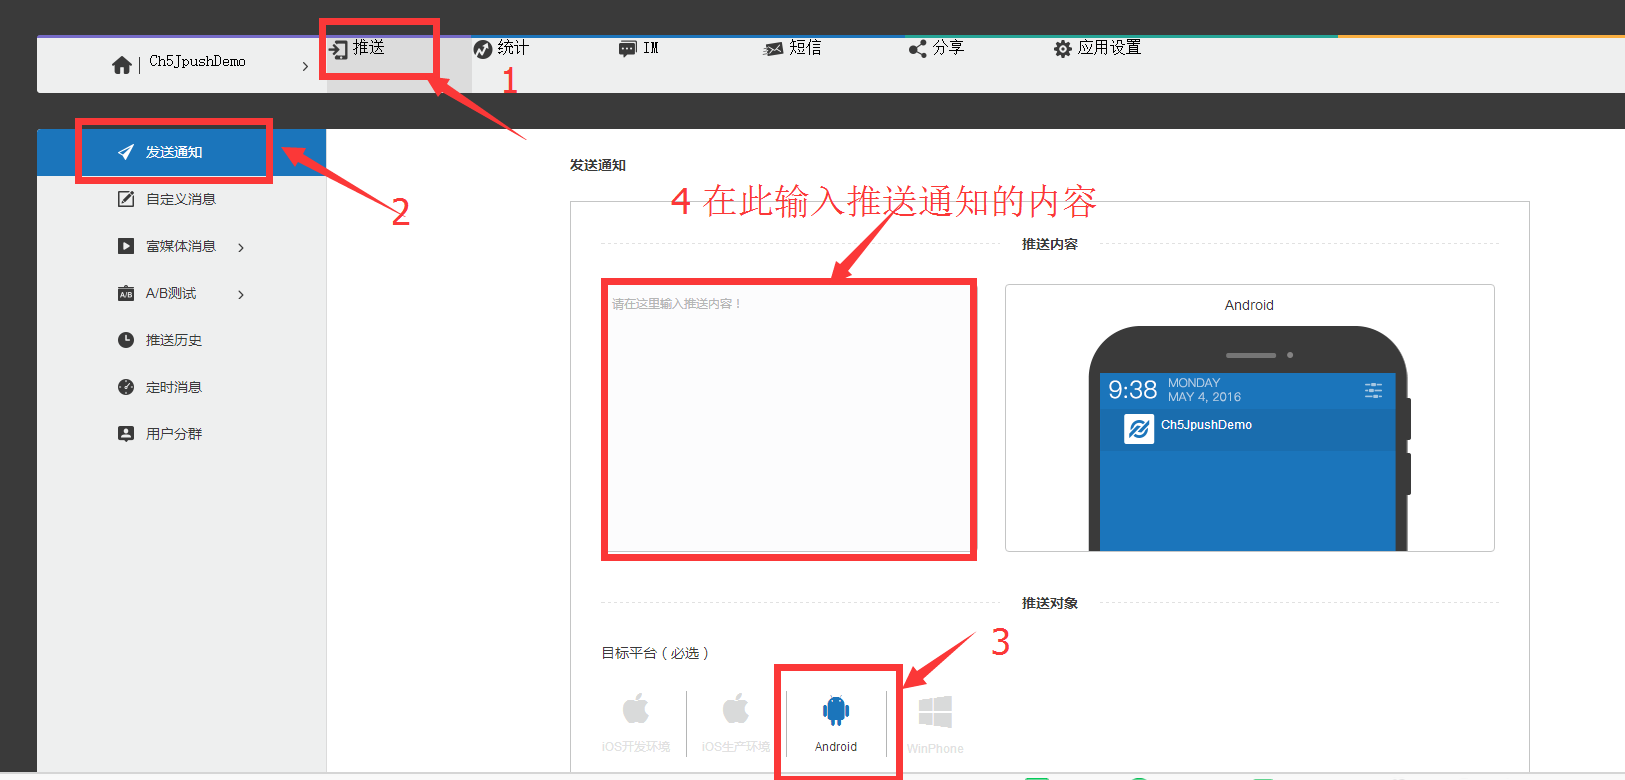 Ch5JpushDemo
推送
统计
IM
短信
分享
应用设置
1
发送通知
自定义消息
富媒体消息
A/B测试
推送历史
定时消息
用户分群
2
发送通知
4 在此输入推送通知的内容
推送内容
请在这里输入推送内容！
Android
9:38
MONDAY
MAY 4, 2016
Ch5JpushDemo
推送对象
3
目标平台（必选）
iOS开发环境
iOS生产环境
Android
WinPhone